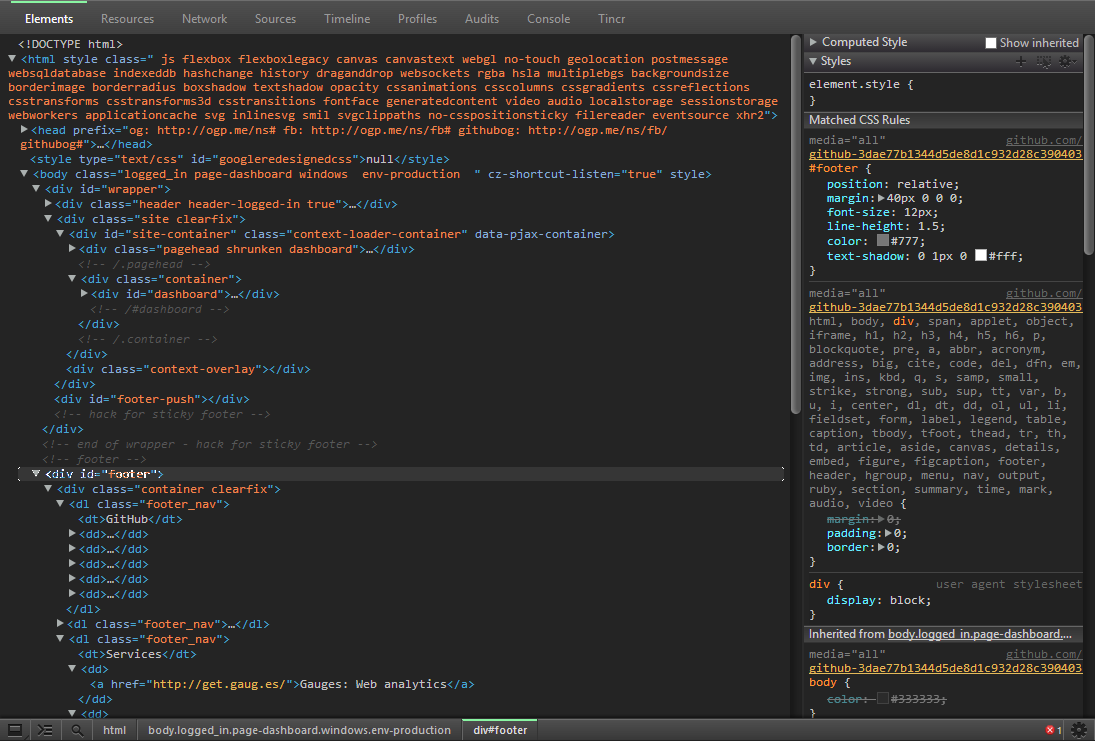 Elements Resources Network Sources Timeline Profiles Audits Console Tincr
<!DOCTYPE html>
<html style class=" js flexbox flexboxlegacy canvas canvastext webgl no-touch geolocation postmessage
websqldatabase indexeddb hashchange history draganddrop websockets rgba hsla multiplebgs backgroundsize
borderimage borderradius boxshadow textshadow opacity cssanimations csscolumns cssgradients cssreflections
csstransforms csstransforms3d csstransitions fontface generatedcontent video audio localstorage sessionstorage
webworkers applicationcache svg inlinesvg smil svgclippaths no-csspositionsticky filereader eventsource xhr2">
<head prefix="og: http://ogp.me/ns# fb: http://ogp.me/ns/fb# githubog: http://ogp.me/ns/fb/
githubog#">…</head>
<style type="text/css" id="googleredesignedcss">null</style>
<body class="logged_in page-dashboard windows  env-production  " cz-shortcut-listen="true" style>
<div id="wrapper">
<div class="header header-logged-in true">…</div>
<div class="site clearfix">
<div id="site-container" class="context-loader-container" data-pjax-container>
<div class="pagehead shrunken dashboard">…</div>
<!-- /.pagehead -->
<div class="container">
<div id="dashboard">…</div>
<!-- /#dashboard -->
</div>
<!-- /.container -->
</div>
<div class="context-overlay"></div>
</div>
<div id="footer-push"></div>
<!-- hack for sticky footer -->
</div>
<!-- end of wrapper - hack for sticky footer -->
<!-- footer -->
<div id="footer">
<div class="container clearfix">
<dl class="footer_nav">
<dt>GitHub</dt>
<dd>…</dd>
<dd>…</dd>
<dd>…</dd>
<dd>…</dd>
<dd>…</dd>
</dl>
<dl class="footer_nav">…</dl>
<dl class="footer_nav">
<dt>Services</dt>
<dd>
<a href="http://get.gaug.es/">Gauges: Web analytics</a>
</dd>
<dd>
Computed Style Show inherited
Styles
element.style {
}
Matched CSS Rules
media="all" github.com/
github-3dae77b1344d5de8d1c932d28c390403
#footer {
position: relative;
margin: 40px 0 0 0;
font-size: 12px;
line-height: 1.5;
color: #777;
text-shadow: 0 1px 0 #fff;
}
media="all" github.com/
github-3dae77b1344d5de8d1c932d28c390403
html, body, div, span, applet, object,
iframe, h1, h2, h3, h4, h5, h6, p,
blockquote, pre, a, abbr, acronym,
address, big, cite, code, del, dfn, em,
img, ins, kbd, q, s, samp, small,
strike, strong, sub, sup, tt, var, b,
u, i, center, dl, dt, dd, ol, ul, li,
fieldset, form, label, legend, table,
caption, tbody, tfoot, thead, tr, th,
td, article, aside, canvas, details,
embed, figure, figcaption, footer,
header, hgroup, menu, nav, output,
ruby, section, summary, time, mark,
audio, video {
margin: 0;
padding: 0;
border: 0;
}
div { user agent stylesheet
display: block;
}
Inherited from body.logged_in.page-dashboard....
media="all" github.com/
github-3dae77b1344d5de8d1c932d28c390403
body {
color: #333333;
}
html body.logged_in.page-dashboard.windows.env-production div#footer 1